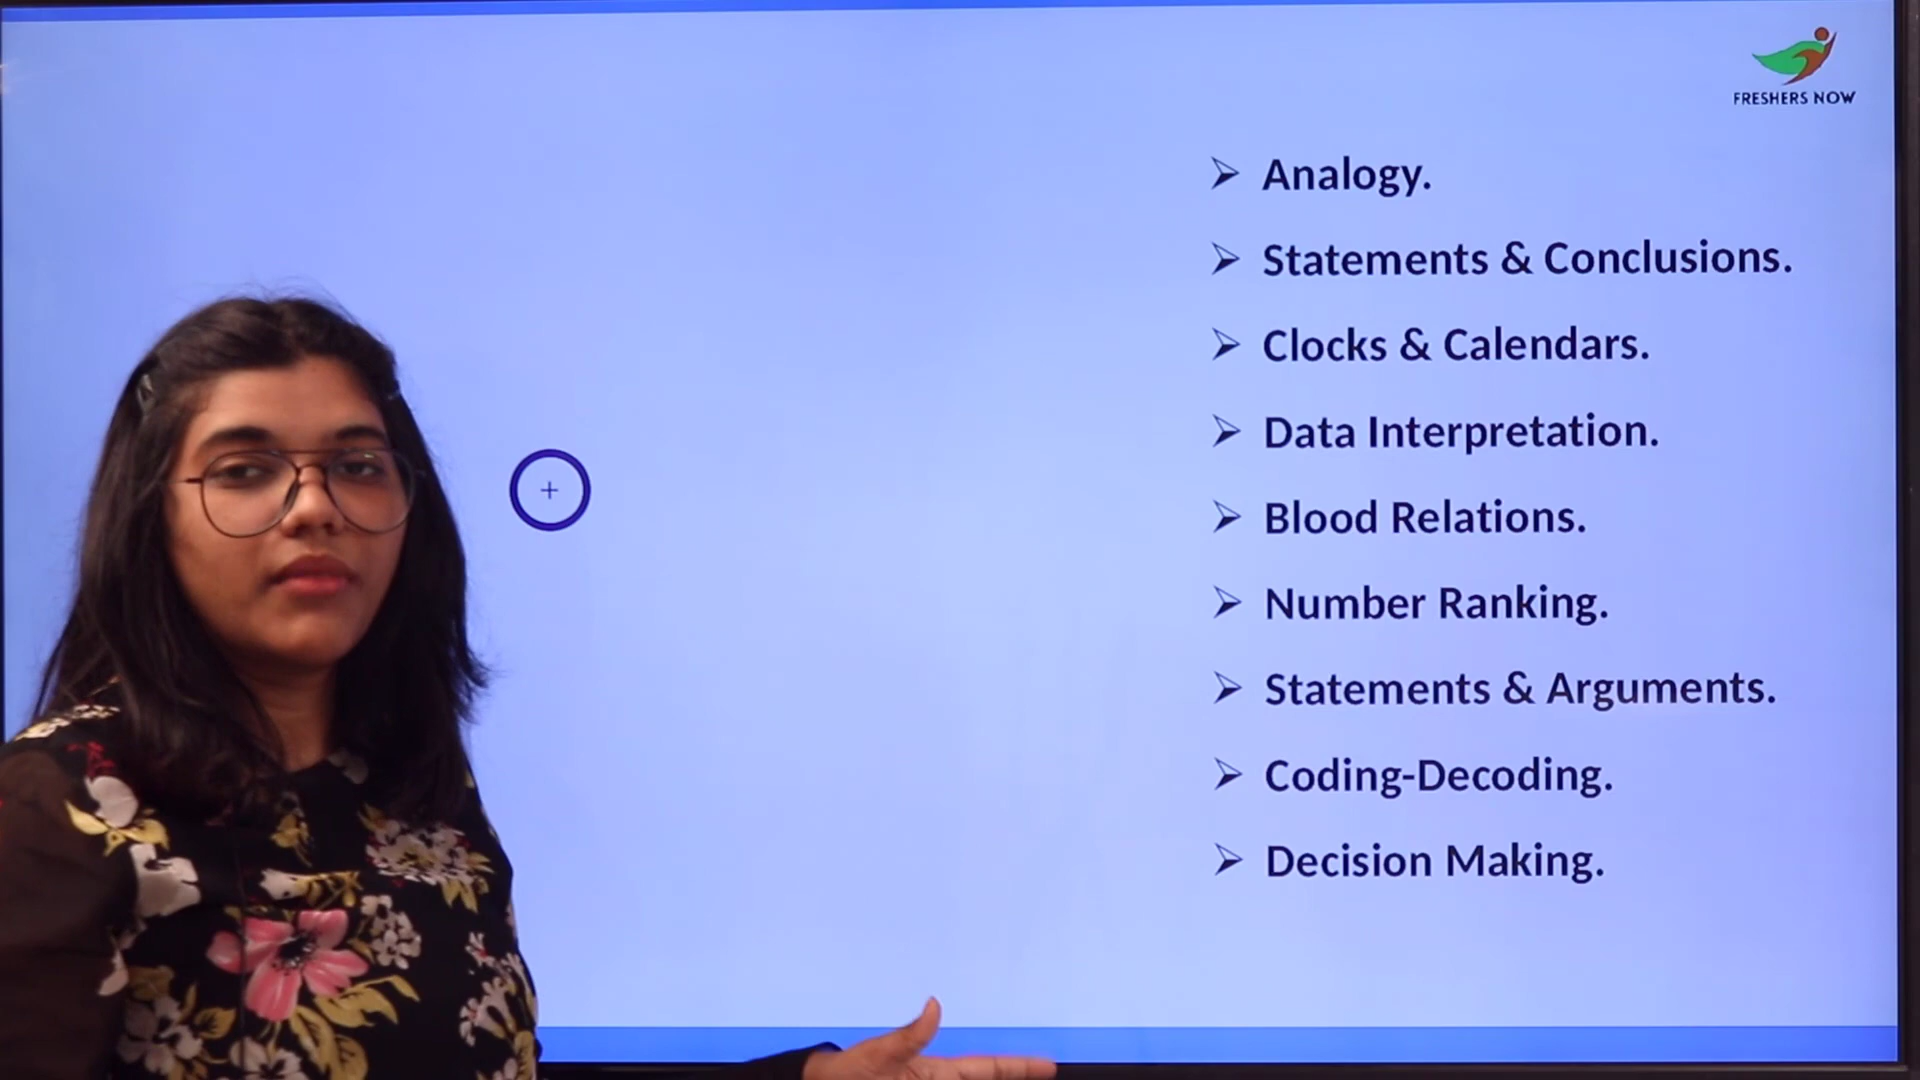 FRESHERS NOW
Analogy.
Statements & Conclusions.
Clocks & Calendars.
Data Interpretation.
Blood Relations.
Number Ranking.
Statements & Arguments.
Coding-Decoding.
Decision Making.